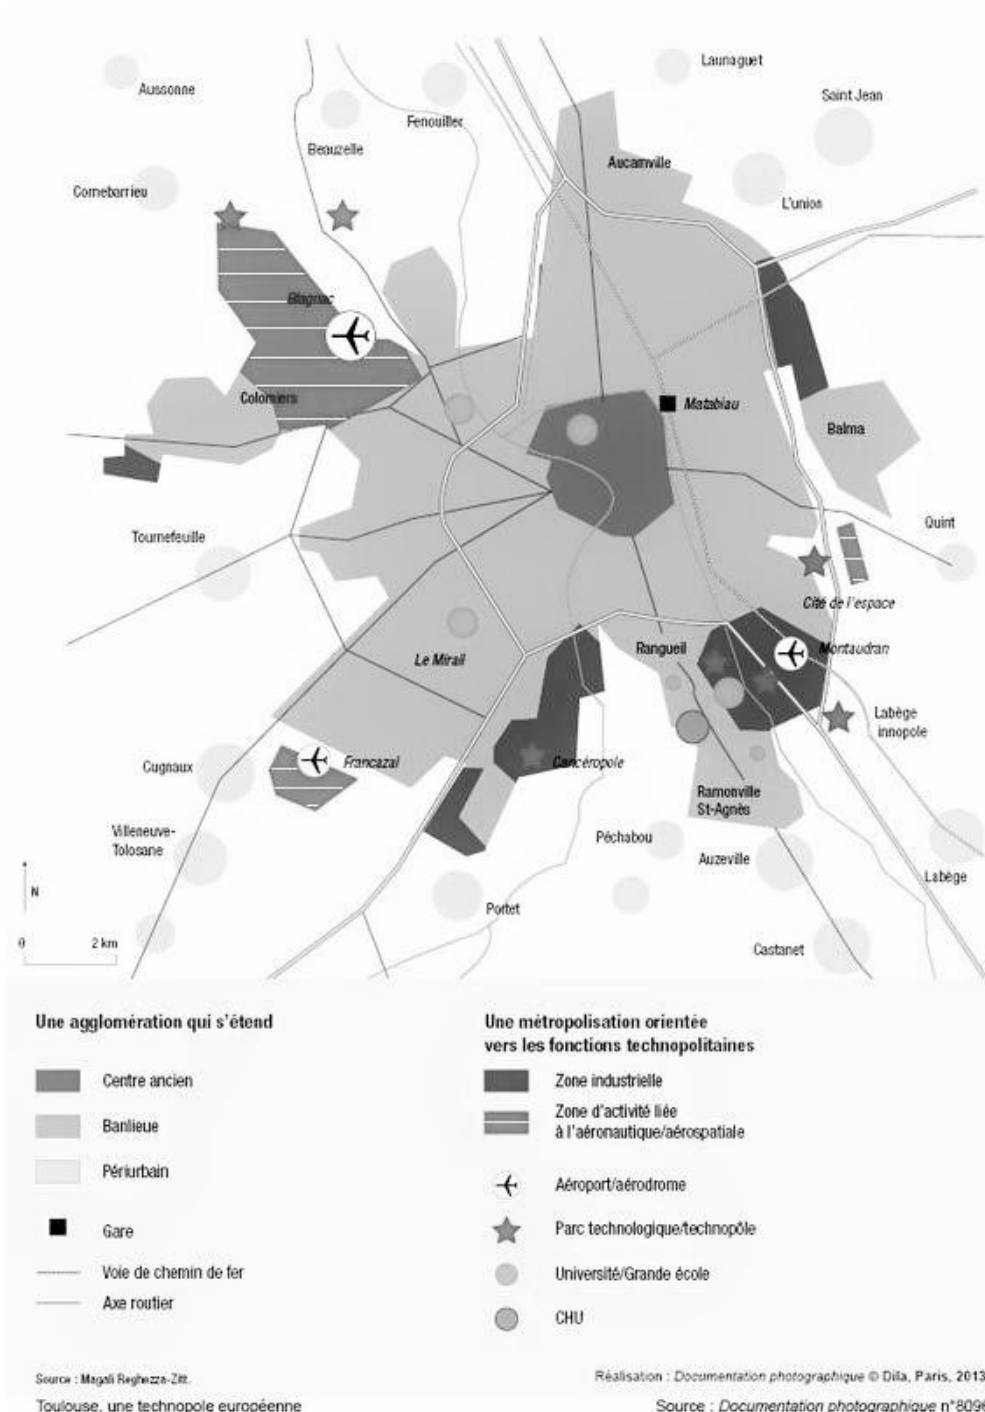 Launaguet
Aussonne
Saint Jean
Fenouillec
Beauzelle
Aucamville
Cornebarrieu
L'union
Blagnac
Colomiers
Matabiau
Balma
Quint
Tournefeuille
Cité de l'espace
Rangueil
Montaudran
Le Mirail
Labège
innopole
Cugnaux
Francazal
Cancéropole
Ramonville
St-Agnès
Villeneuve-
Tolosane
Péchabou
Auzeville
Labège
N
Portet
0 2 km
Castanet
Une agglomération qui s'étend
Centre ancien
Banlieue
Périurbain
Gare
Voie de chemin de fer
Axe routier
Une métropolisation orientée
vers les fonctions technopolitaines
Zone industrielle
Zone d'activité liée
à l'aéronautique/aérospatiale
Aéroport/aérodrome
Parc technologique/technopôle
Université/Grande école
CHU
Source : Magali Reghezza-Zitt.
Réalisation : Documentation photographique © Dila, Paris, 2013
Toulouse, une technopole européenne
Source : Documentation photographique n°8096